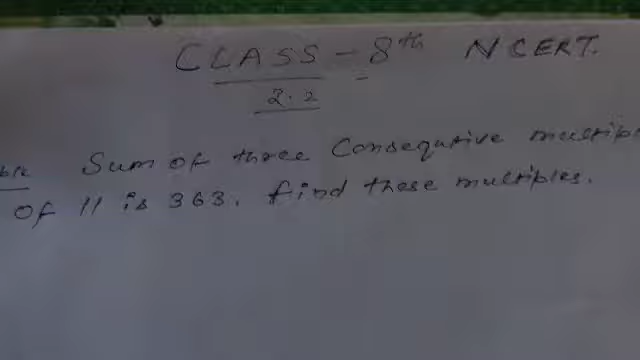 CLASS - 8th NCERT.
2.2
Sum of three Consequtive
of 11 is 363. find these multiples.